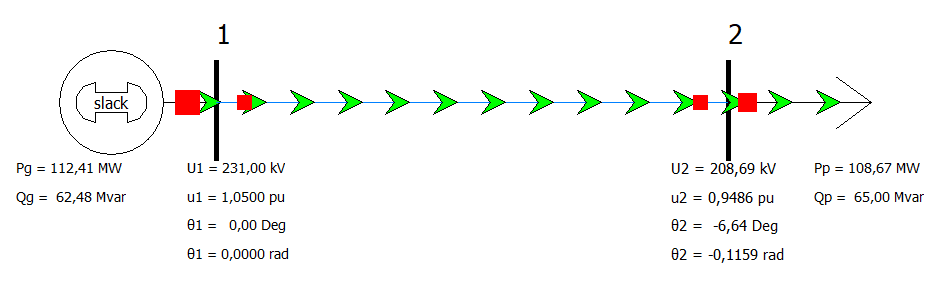 1
2
slack
Pg = 112,41 MW
Qg =  62,48 Mvar
U1 = 231,00 kV
u1 = 1,0500 pu
θ1 =   0,00 Deg
θ1 = 0,0000 rad
U2 = 208,69 kV
u2 = 0,9486 pu
θ2 =  -6,64 Deg
θ2 = -0,1159 rad
Pp = 108,67 MW
Qp =  65,00 Mvar